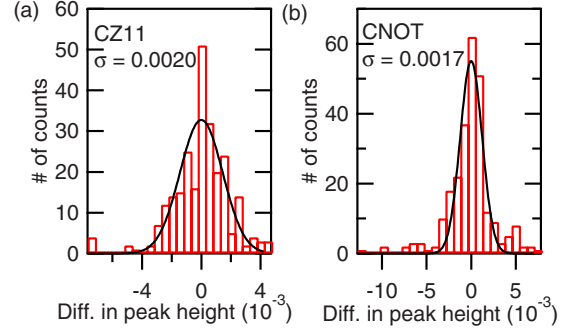 (a)
CZ11
σ = 0.0020
# of counts
60
50
40
30
20
10
0
-4
0
4
Diff. in peak height (10⁻³)
(b)
CNOT
σ = 0.0017
# of counts
60
40
20
0
-10
-5
0
5
Diff. in peak height (10⁻³)